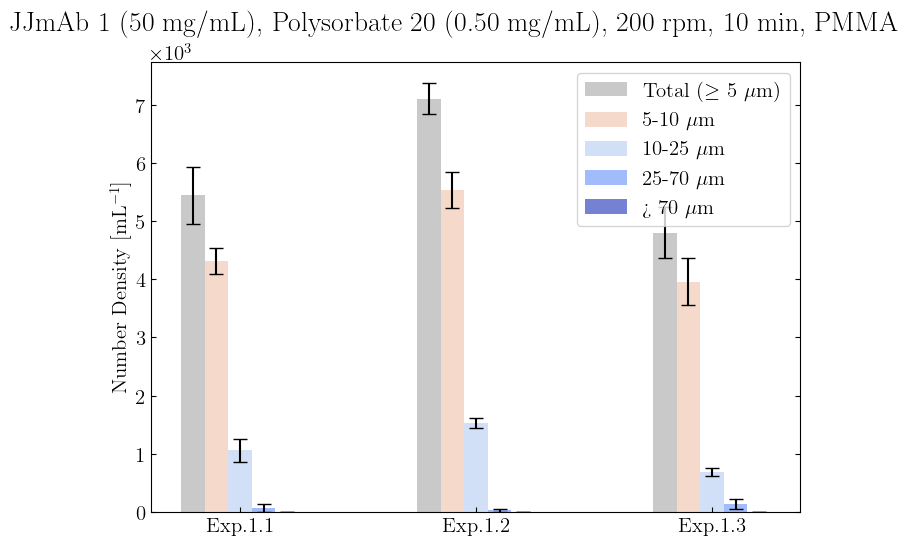 JJmAb 1 (50 mg/mL), Polysorbate 20 (0.50 mg/mL), 200 rpm, 10 min, PMMA
×10³
Number Density [mL⁻¹]
7
6
5
4
3
2
1
0
Total (≥ 5 μm)
5-10 μm
10-25 μm
25-70 μm
> 70 μm
Exp.1.1
Exp.1.2
Exp.1.3